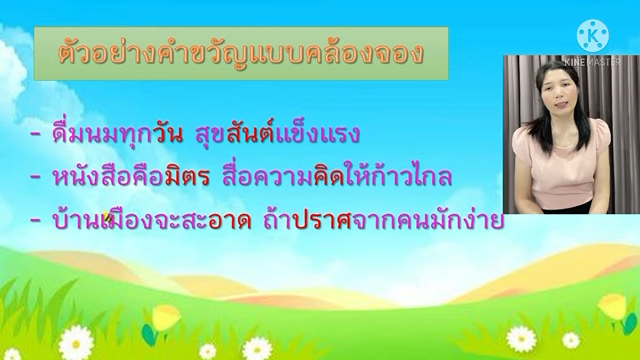 ตัวอย่างคำขวัญแบบคล้องจอง
KINEMASTER
- ดื่มนมทุกวัน สุขสันต์แข็งแรง
- หนังสือคือมิตร สื่อความคิดให้ก้าวไกล
- บ้านเมืองจะสะอาด ถ้าปราศจากคนมักง่าย